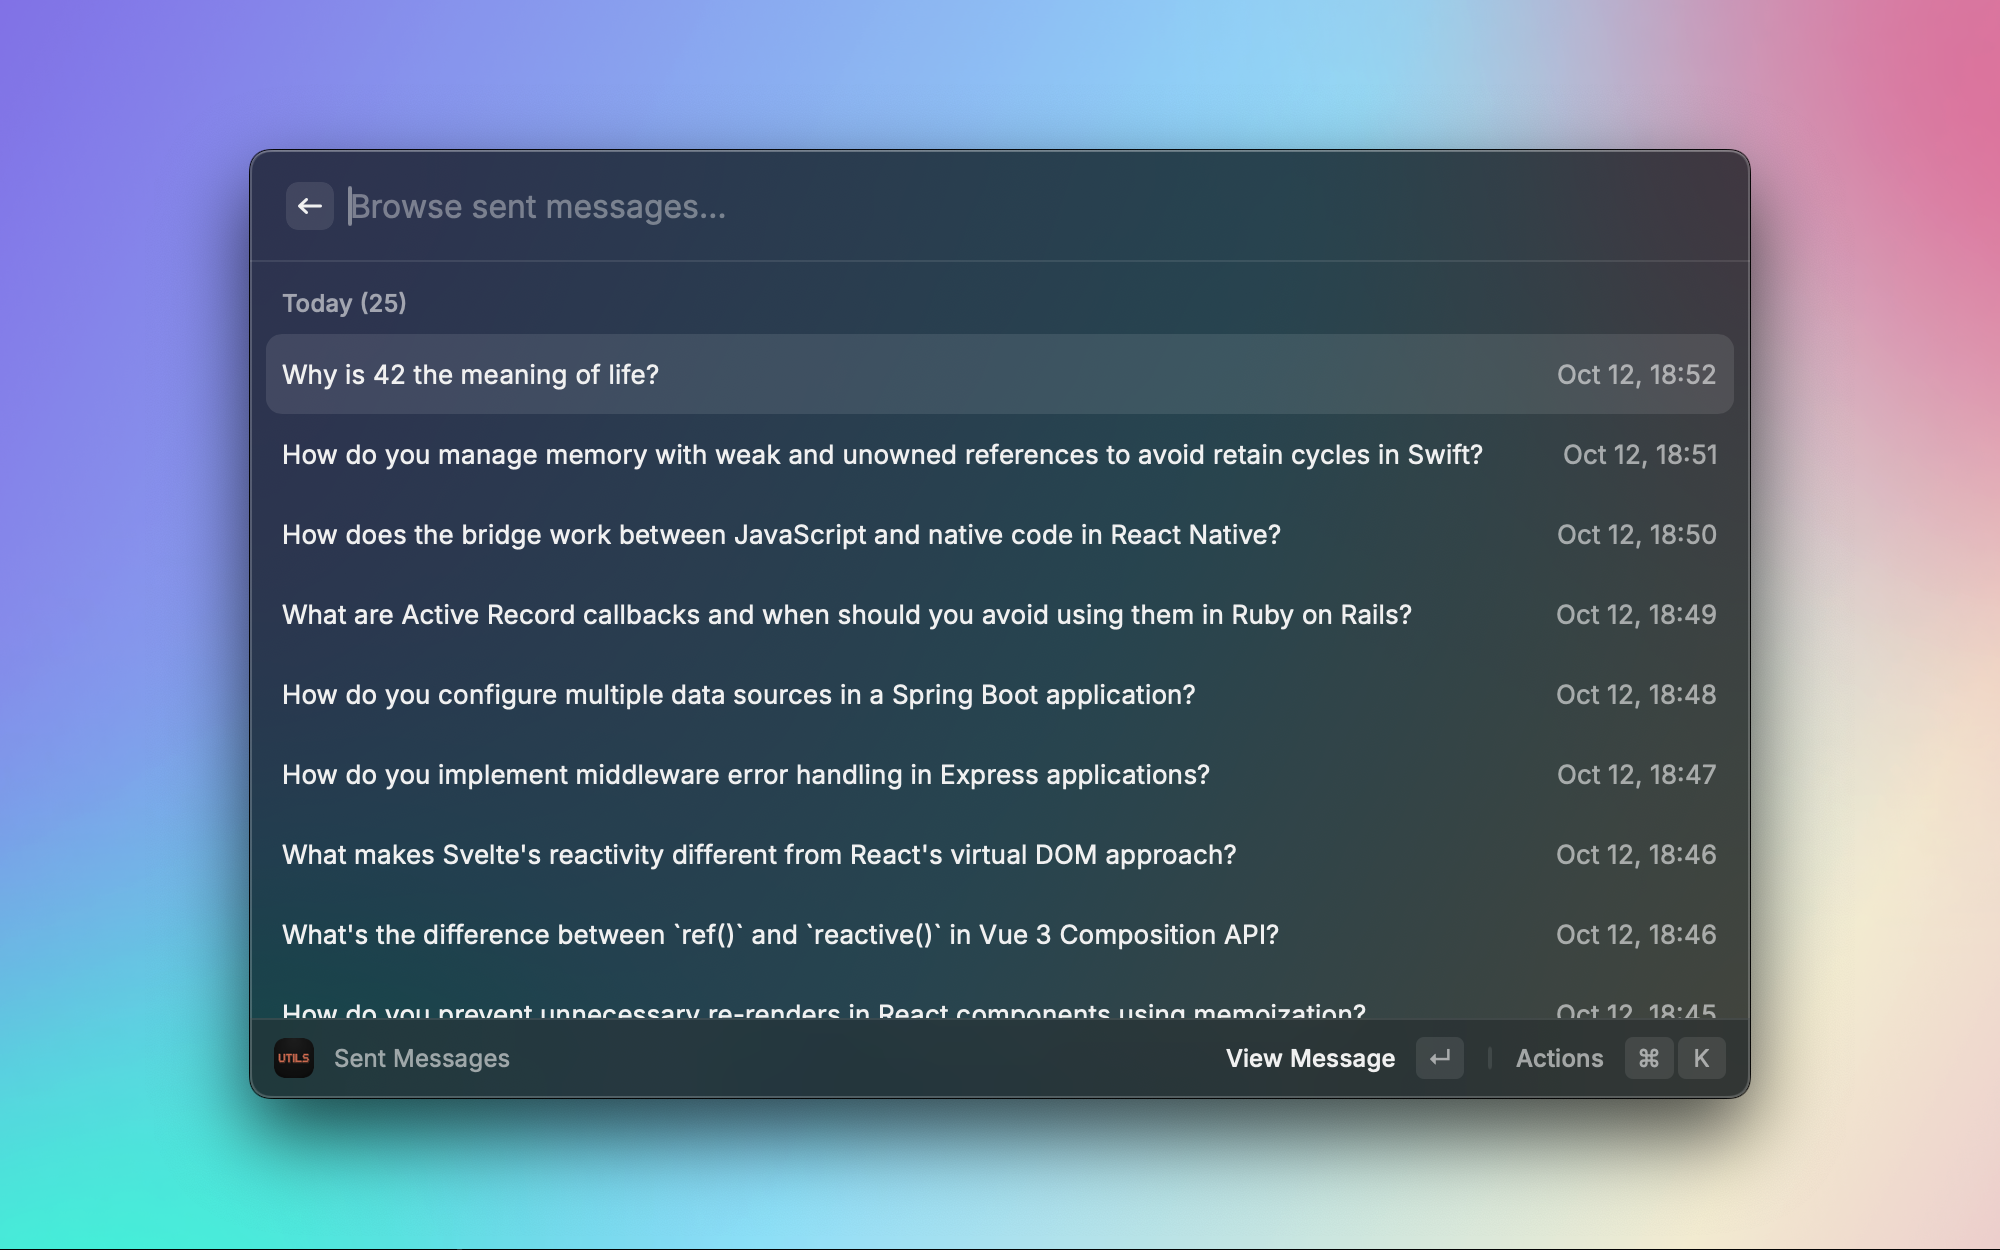 Browse sent messages...
Today (25)
Why is 42 the meaning of life? Oct 12, 18:52
How do you manage memory with weak and unowned references to avoid retain cycles in Swift? Oct 12, 18:51
How does the bridge work between JavaScript and native code in React Native? Oct 12, 18:50
What are Active Record callbacks and when should you avoid using them in Ruby on Rails? Oct 12, 18:49
How do you configure multiple data sources in a Spring Boot application? Oct 12, 18:48
How do you implement middleware error handling in Express applications? Oct 12, 18:47
What makes Svelte's reactivity different from React's virtual DOM approach? Oct 12, 18:46
What's the difference between `ref()` and `reactive()` in Vue 3 Composition API? Oct 12, 18:46
How do you prevent unnecessary re-renders in React components using memoization? Oct 12, 18:45
UTILS Sent Messages View Message ↵ Actions ⌘ K